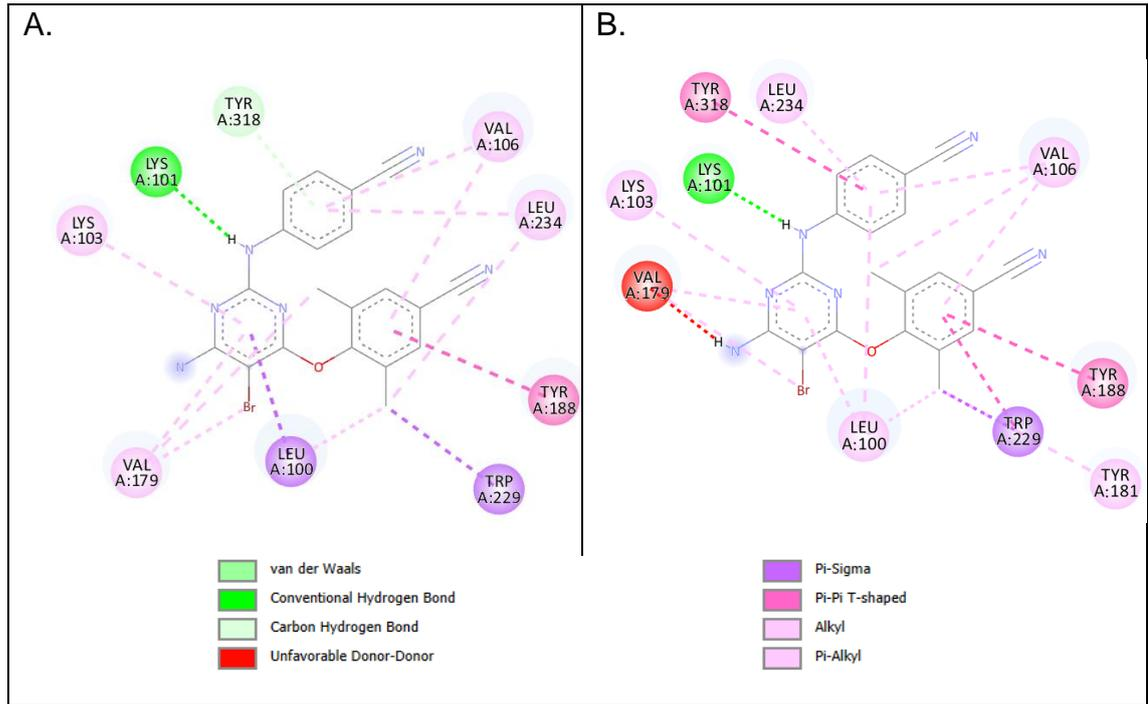 A.
TYR
A:318
LYS
A:101
LYS
A:103
VAL
A:106
LEU
A:234
TYR
A:188
TRP
A:229
LEU
A:100
VAL
A:179
H
N
N
N
N
N
N
O
Br
B.
TYR
A:318
LEU
A:234
LYS
A:101
LYS
A:103
VAL
A:179
VAL
A:106
TYR
A:188
TRP
A:229
TYR
A:181
LEU
A:100
H
N
N
N
N
N
H
N
O
Br
van der Waals
Conventional Hydrogen Bond
Carbon Hydrogen Bond
Unfavorable Donor-Donor
Pi-Sigma
Pi-Pi T-shaped
Alkyl
Pi-Alkyl